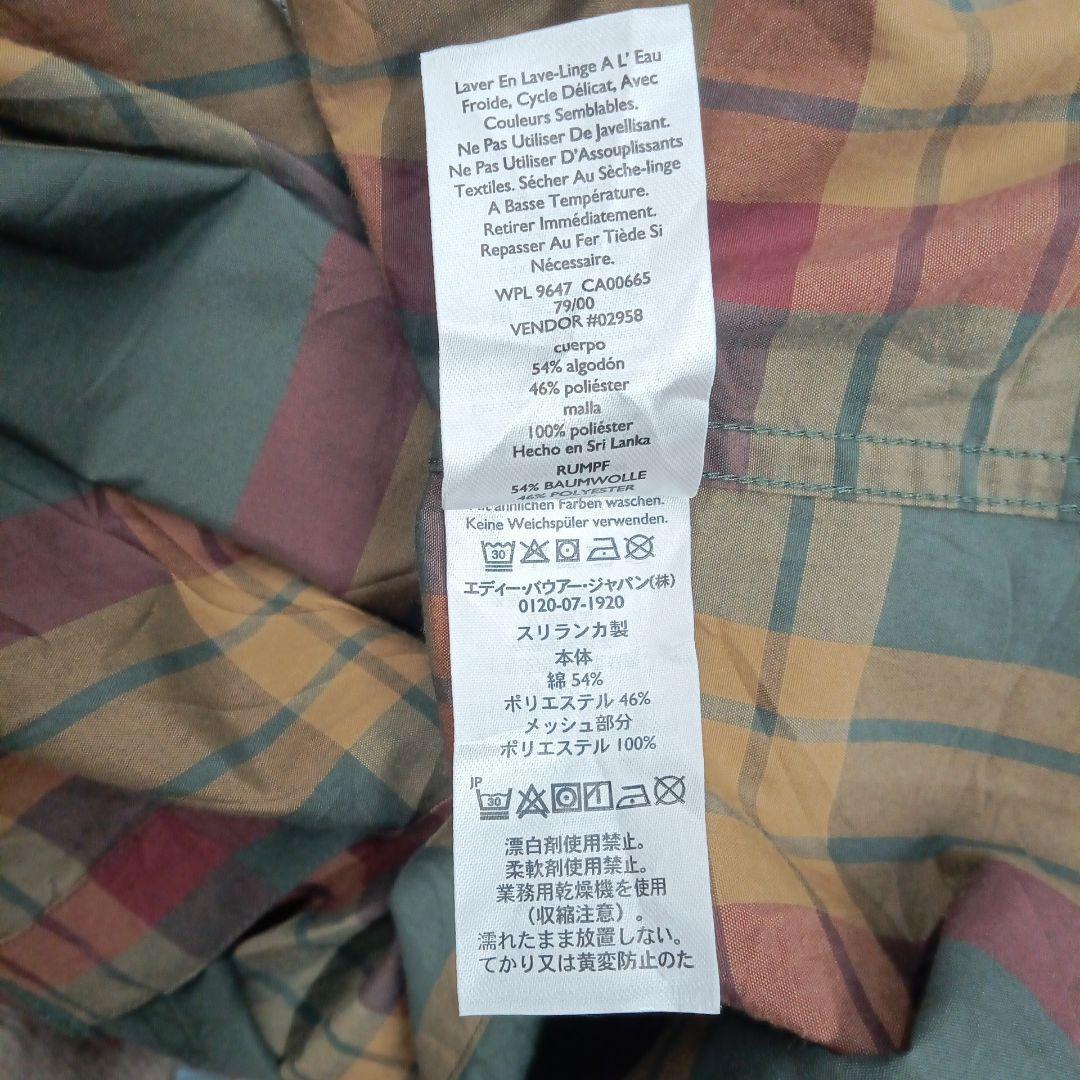 Laver En Lave-Linge A L' Eau
Froide, Cycle Délicat, Avec
Couleurs Semblables.
Ne Pas Utiliser De Javellisant.
Ne Pas Utiliser D'Assouplissants
Textiles. Sécher Au Sèche-linge
A Basse Température.
Retirer Immédiatement.
Repasser Au Fer Tiède Si
Nécessaire.
WPL 9647 CA00665
79/00
VENDOR #02958
cuerpo
54% algodón
46% poliéster
malla
100% poliéster
Hecho en Sri Lanka
RUMPF
54% BAUMWOLLE
46% POLYESTER
ähnlichen Farben waschen.
Keine Weichspüler verwenden.
30
エディー・バウアー・ジャパン(株)
0120-07-1920
スリランカ製
本体
綿 54%
ポリエステル 46%
メッシュ部分
ポリエステル 100%
JP
30
漂白剤使用禁止。
柔軟剤使用禁止。
業務用乾燥機を使用
(収縮注意)。
濡れたまま放置しない。
てかり又は黄変防止のた